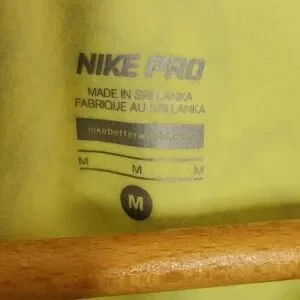 NIKE PRO
MADE IN SRI LANKA
FABRIQUE AU SRI LANKA
M M M
M